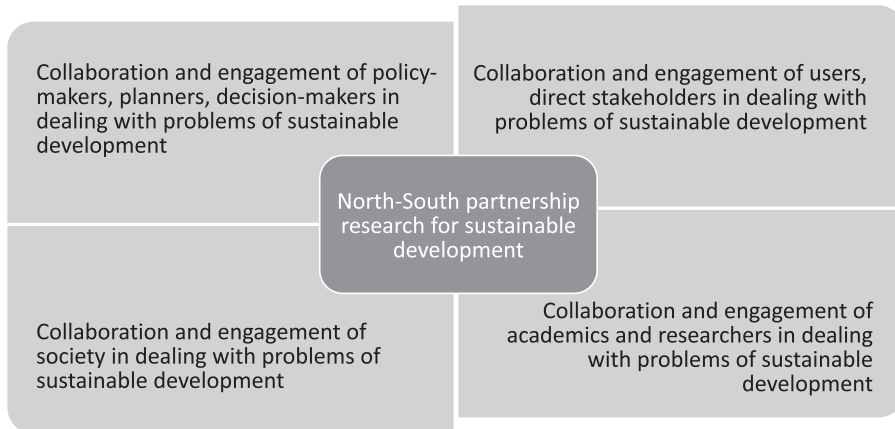 Collaboration and engagement of policy-
makers, planners, decision-makers in
dealing with problems of sustainable
development
Collaboration and engagement of users,
direct stakeholders in dealing with
problems of sustainable development
North-South partnership
research for sustainable
development
Collaboration and engagement of
society in dealing with problems of
sustainable development
Collaboration and engagement of
academics and researchers in dealing
with problems of sustainable
development